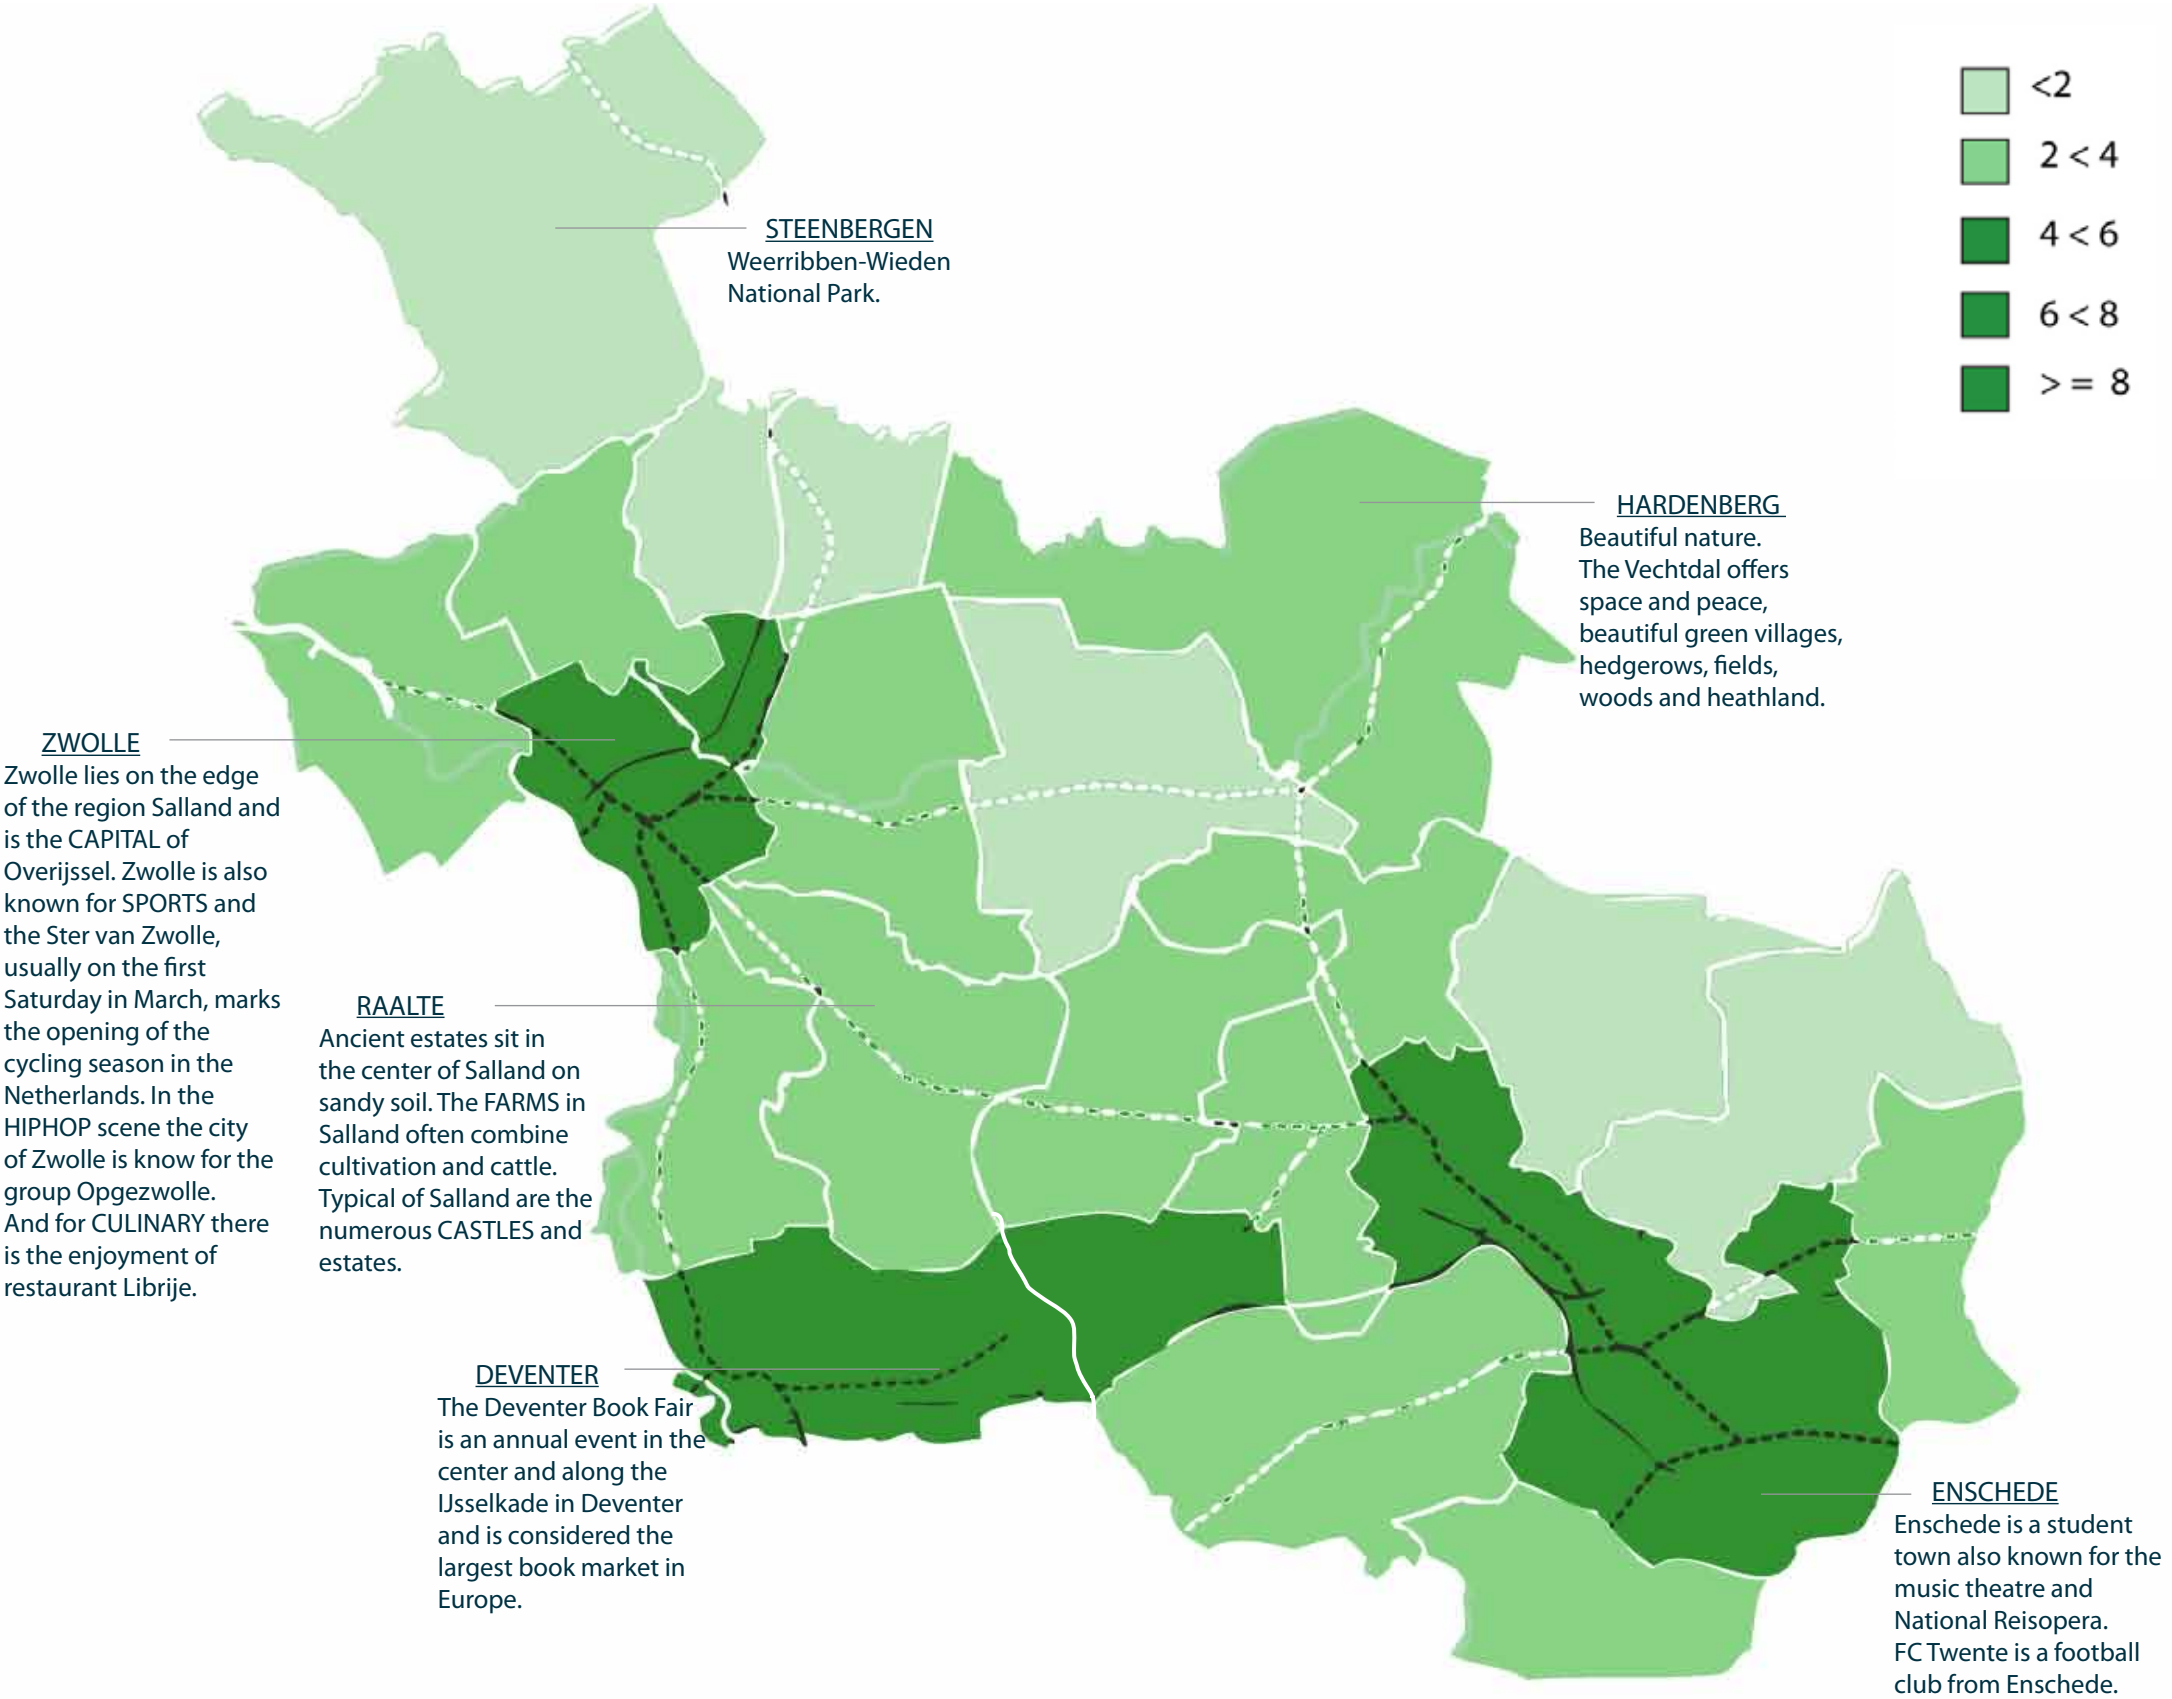 <2
2 < 4
4 < 6
6 < 8
> = 8
STEENBERGEN
Weerribben-Wieden
National Park.
HARDENBERG
Beautiful nature.
The Vechtdal offers
space and peace,
beautiful green villages,
hedgerows, fields,
woods and heathland.
ZWOLLE
Zwolle lies on the edge
of the region Salland and
is the CAPITAL of
Overijssel. Zwolle is also
known for SPORTS and
the Ster van Zwolle,
usually on the first
Saturday in March, marks
the opening of the
cycling season in the
Netherlands. In the
HIPHOP scene the city
of Zwolle is know for the
group Opgezwolle.
And for CULINARY there
is the enjoyment of
restaurant Librije.
RAALTE
Ancient estates sit in
the center of Salland on
sandy soil. The FARMS in
Salland often combine
cultivation and cattle.
Typical of Salland are the
numerous CASTLES and
estates.
DEVENTER
The Deventer Book Fair
is an annual event in the
center and along the
IJsselkade in Deventer
and is considered the
largest book market in
Europe.
ENSCHEDE
Enschede is a student
town also known for the
music theatre and
National Reisopera.
FC Twente is a football
club from Enschede.